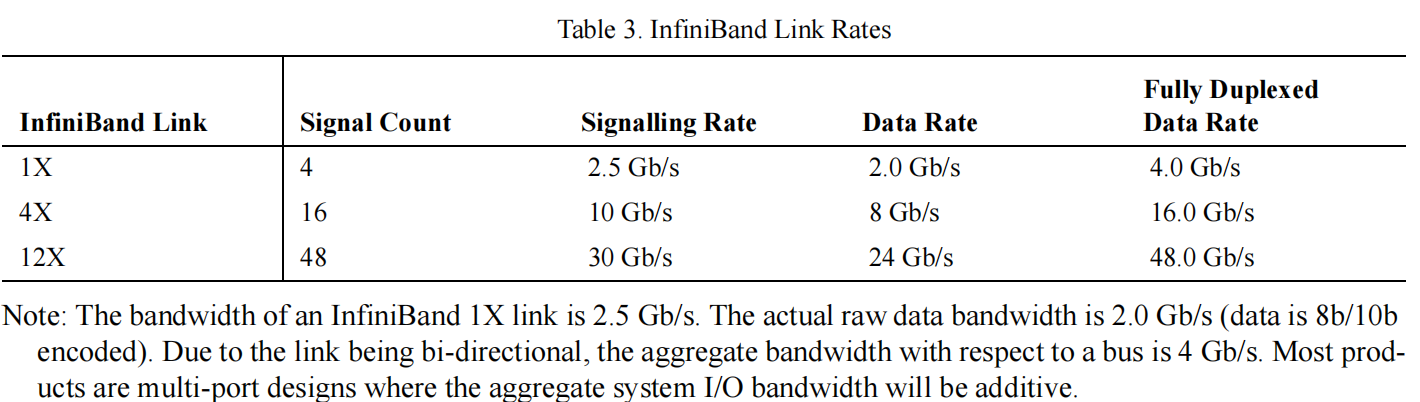 Table 3. InfiniBand Link Rates
Fully Duplexed
InfiniBand Link Signal Count Signalling Rate Data Rate Data Rate
1X 4 2.5 Gb/s 2.0 Gb/s 4.0 Gb/s
4X 16 10 Gb/s 8 Gb/s 16.0 Gb/s
12X 48 30 Gb/s 24 Gb/s 48.0 Gb/s
Note: The bandwidth of an InfiniBand 1X link is 2.5 Gb/s. The actual raw data bandwidth is 2.0 Gb/s (data is 8b/10b
encoded). Due to the link being bi-directional, the aggregate bandwidth with respect to a bus is 4 Gb/s. Most prod-
ucts are multi-port designs where the aggregate system I/O bandwidth will be additive.